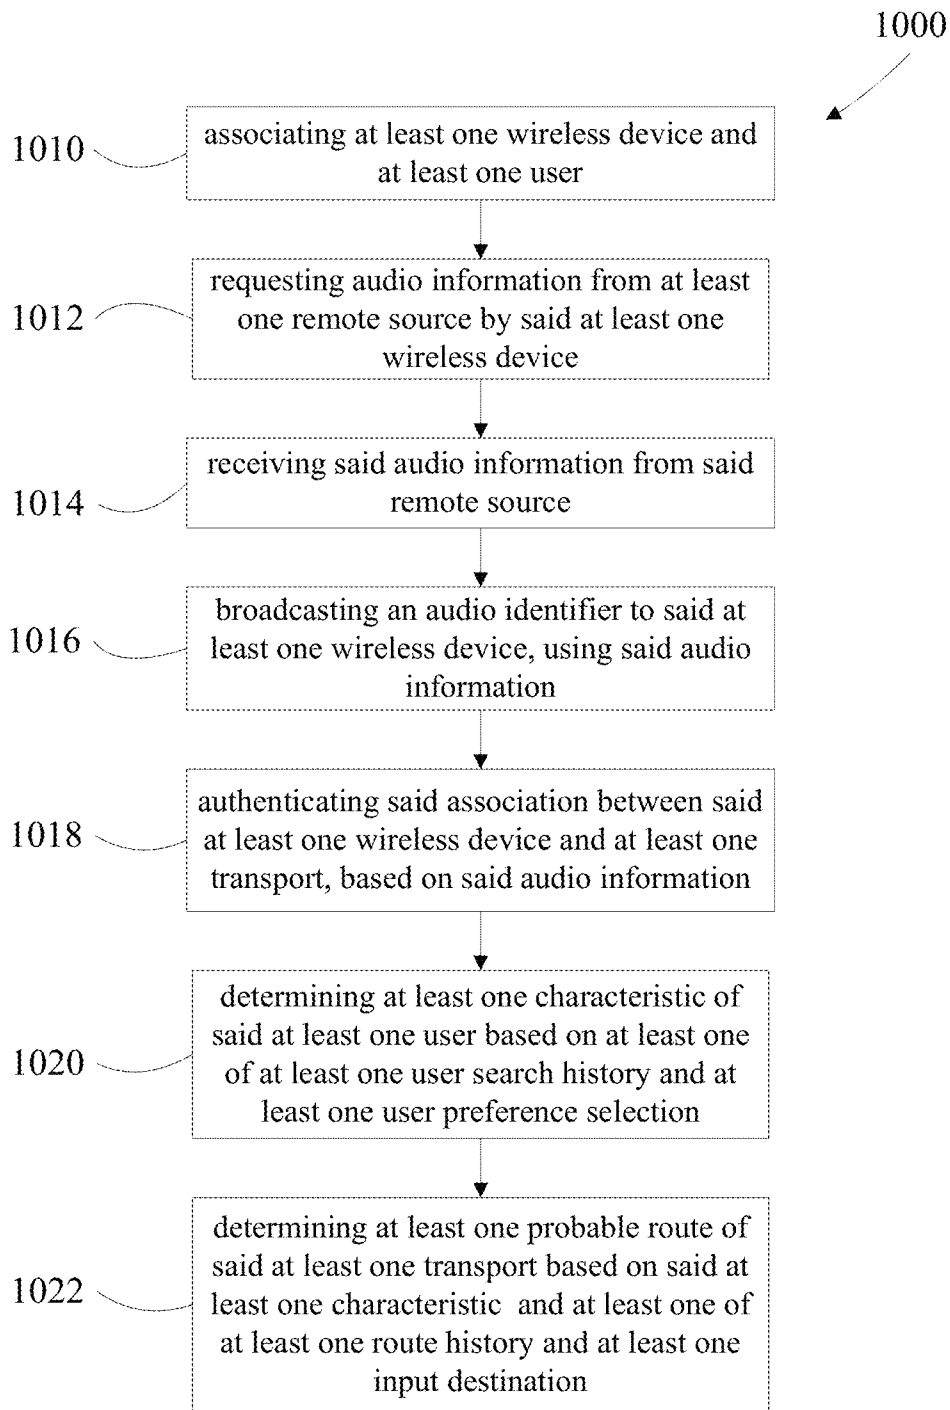 1000
1010
associating at least one wireless device and
at least one user
1012
requesting audio information from at least
one remote source by said at least one
wireless device
1014
receiving said audio information from said
remote source
1016
broadcasting an audio identifier to said at
least one wireless device, using said audio
information
1018
authenticating said association between said
at least one wireless device and at least one
transport, based on said audio information
1020
determining at least one characteristic of
said at least one user based on at least one
of at least one user search history and at
least one user preference selection
1022
determining at least one probable route of
said at least one transport based on said at
least one characteristic and at least one of
at least one route history and at least one
input destination